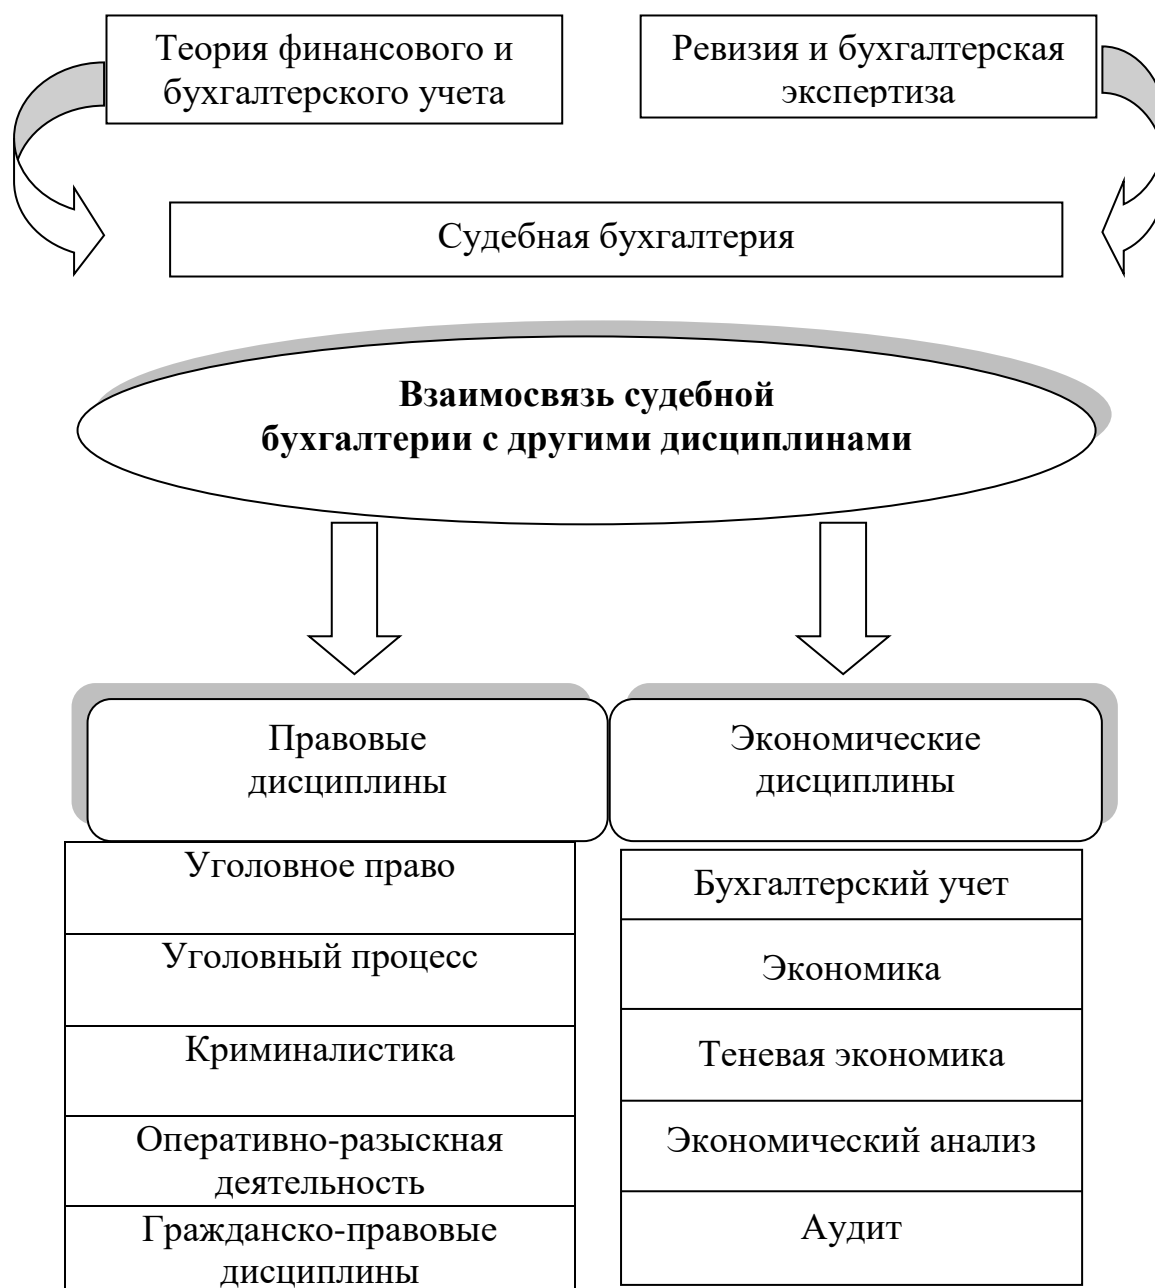 Теория финансового и
бухгалтерского учета
Ревизия и бухгалтерская
экспертиза
Судебная бухгалтерия
Взаимосвязь судебной
бухгалтерии с другими дисциплинами
Правовые
дисциплины
Экономические
дисциплины
Уголовное право
Уголовный процесс
Криминалистика
Оперативно-разыскная
деятельность
Гражданско-правовые
дисциплины
Бухгалтерский учет
Экономика
Теневая экономика
Экономический анализ
Аудит